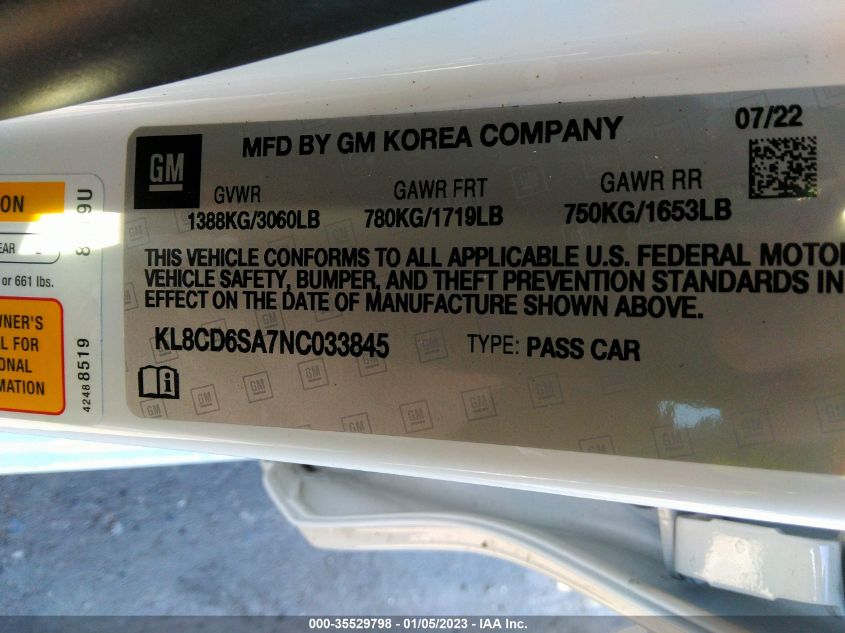 MFD BY GM KOREA COMPANY
07/22
GM
GVWR
GAWR FRT
GAWR RR
1388KG/3060LB
780KG/1719LB
750KG/1653LB
THIS VEHICLE CONFORMS TO ALL APPLICABLE U.S. FEDERAL MOTOR
VEHICLE SAFETY, BUMPER, AND THEFT PREVENTION STANDARDS IN
EFFECT ON THE DATE OF MANUFACTURE SHOWN ABOVE.
KL8CD6SA7NC033845
TYPE: PASS CAR
ON
EAR
or 661 lbs.
WNER'S
L FOR
ONAL
MATION
42488519
9U
000-35529798 - 01/05/2023 - IAA Inc.